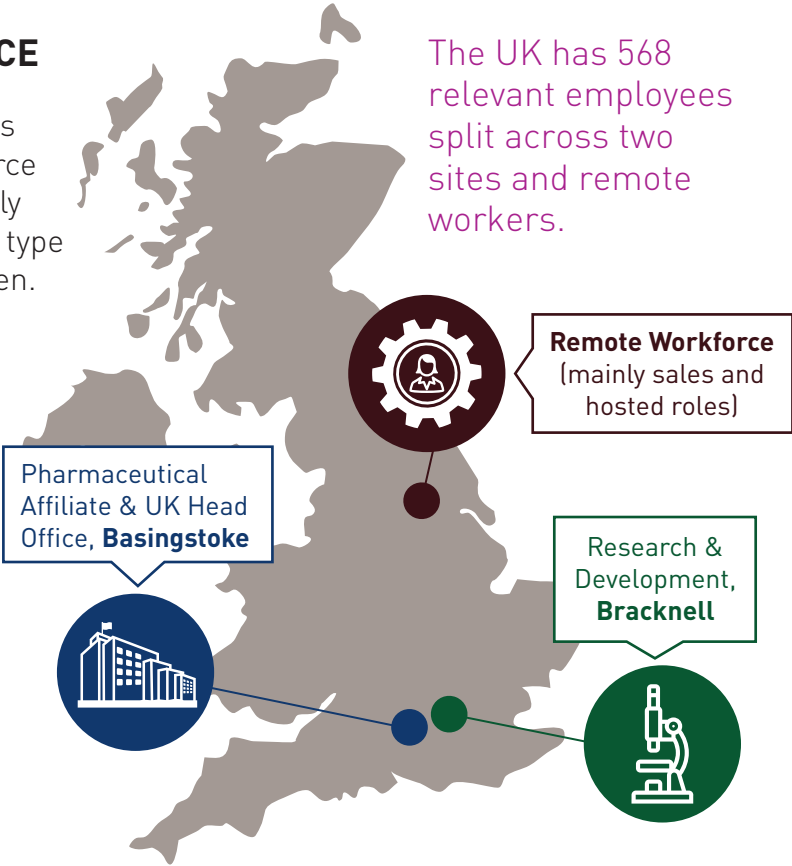 CE
s
rce
ly
type
en.
The UK has 568
relevant employees
split across two
sites and remote
workers.
Remote Workforce
(mainly sales and
hosted roles)
Pharmaceutical
Affiliate & UK Head
Office, Basingstoke
Research &
Development,
Bracknell